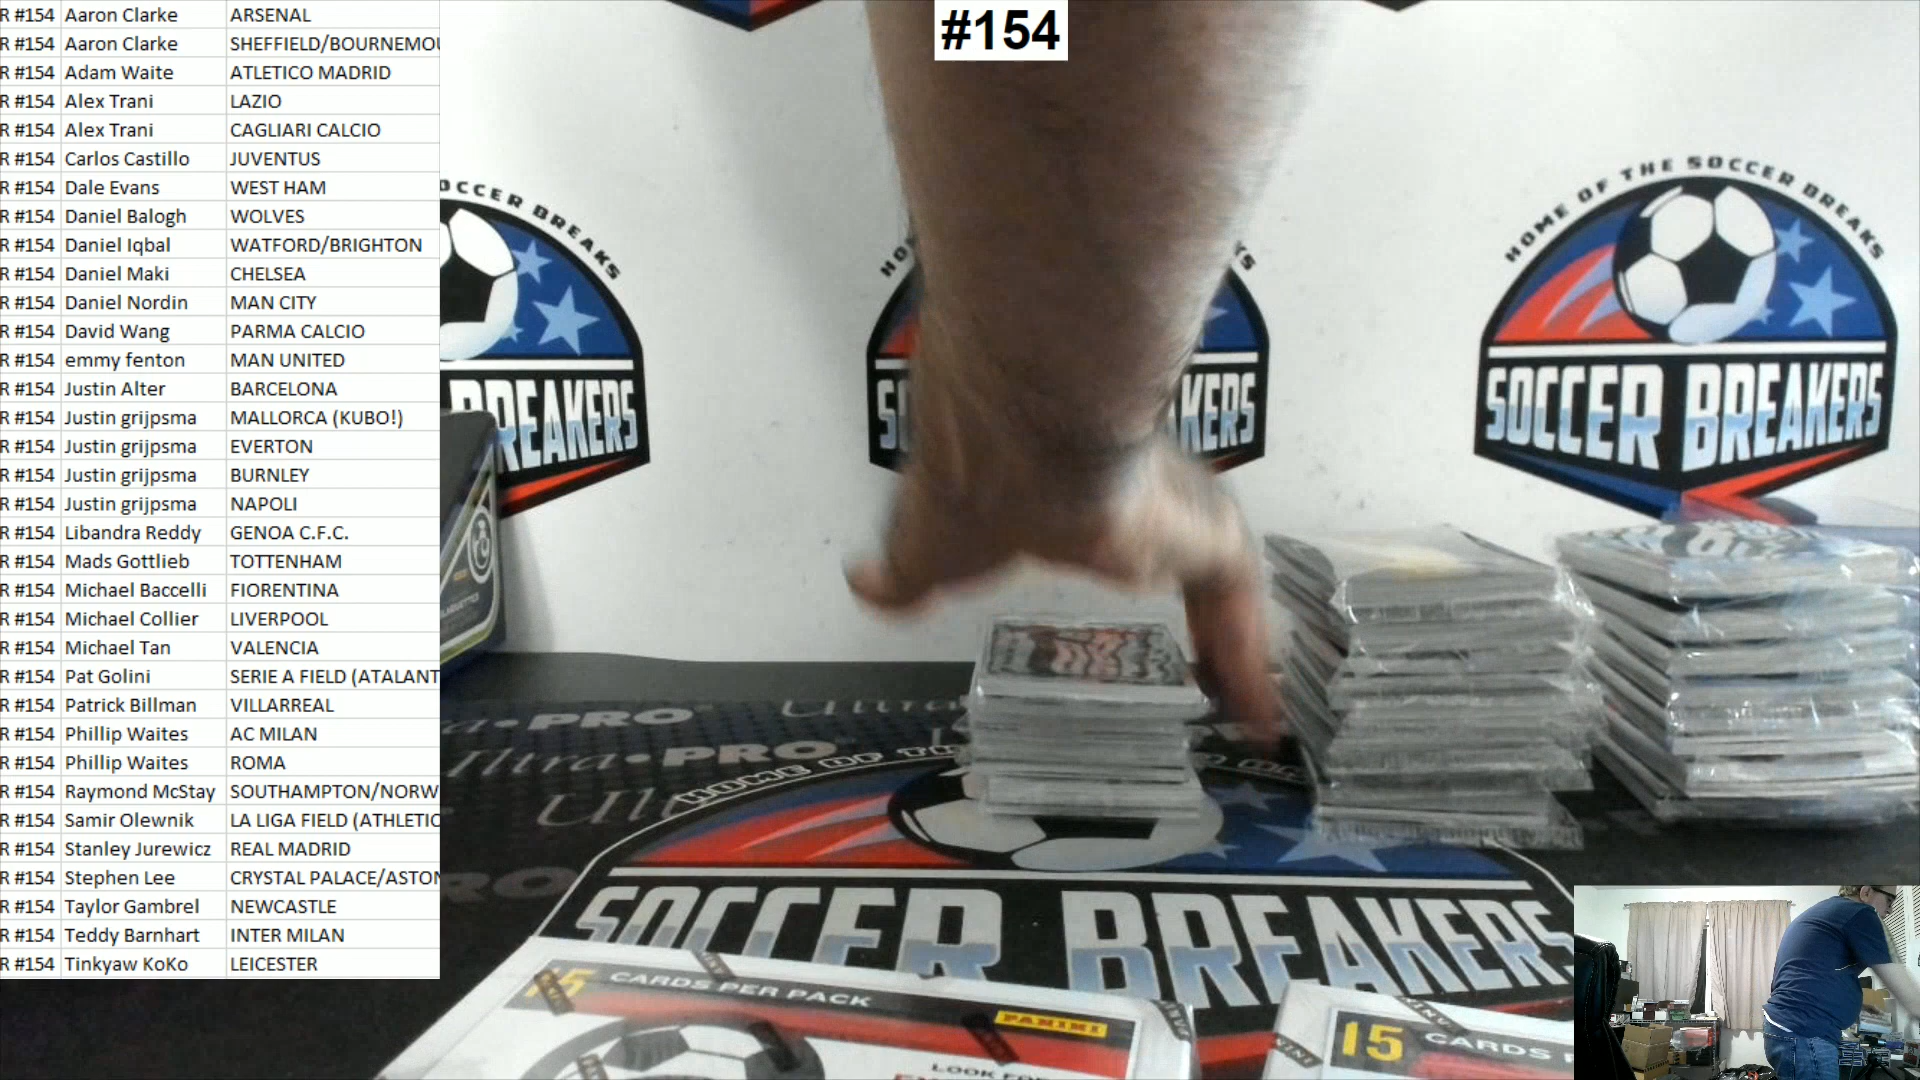 #154
R #154 Aaron Clarke ARSENAL
R #154 Aaron Clarke SHEFFIELD/BOURNEMOU
R #154 Adam Waite ATLETICO MADRID
R #154 Alex Trani LAZIO
R #154 Alex Trani CAGLIARI CALCIO
R #154 Carlos Castillo JUVENTUS
R #154 Dale Evans WEST HAM
R #154 Daniel Balogh WOLVES
R #154 Daniel Iqbal WATFORD/BRIGHTON
R #154 Daniel Maki CHELSEA
R #154 Daniel Nordin MAN CITY
R #154 David Wang PARMA CALCIO
R #154 emmy fenton MAN UNITED
R #154 Justin Alter BARCELONA
R #154 Justin grijpsma MALLORCA (KUBO!)
R #154 Justin grijpsma EVERTON
R #154 Justin grijpsma BURNLEY
R #154 Justin grijpsma NAPOLI
R #154 Libandra Reddy GENOA C.F.C.
R #154 Mads Gottlieb TOTTENHAM
R #154 Michael Baccelli FIORENTINA
R #154 Michael Collier LIVERPOOL
R #154 Michael Tan VALENCIA
R #154 Pat Golini SERIE A FIELD (ATALANT
R #154 Patrick Billman VILLARREAL
R #154 Phillip Waites AC MILAN
R #154 Phillip Waites ROMA
R #154 Raymond McStay SOUTHAMPTON/NORW
R #154 Samir Olewnik LA LIGA FIELD (ATHLETIC
R #154 Stanley Jurewicz REAL MADRID
R #154 Stephen Lee CRYSTAL PALACE/ASTON
R #154 Taylor Gambrel NEWCASTLE
R #154 Teddy Barnhart INTER MILAN
R #154 Tinkyaw KoKo LEICESTER
OCCER BREAKS
BREAKERS
HOME OF THE SOCCER BREAKS
SOCCER BREAKERS
PRO
Ultra PRO
SOCCER BREAKERS
15 CARDS PER PACK
PANINI
LOOK FOR
15 CARDS